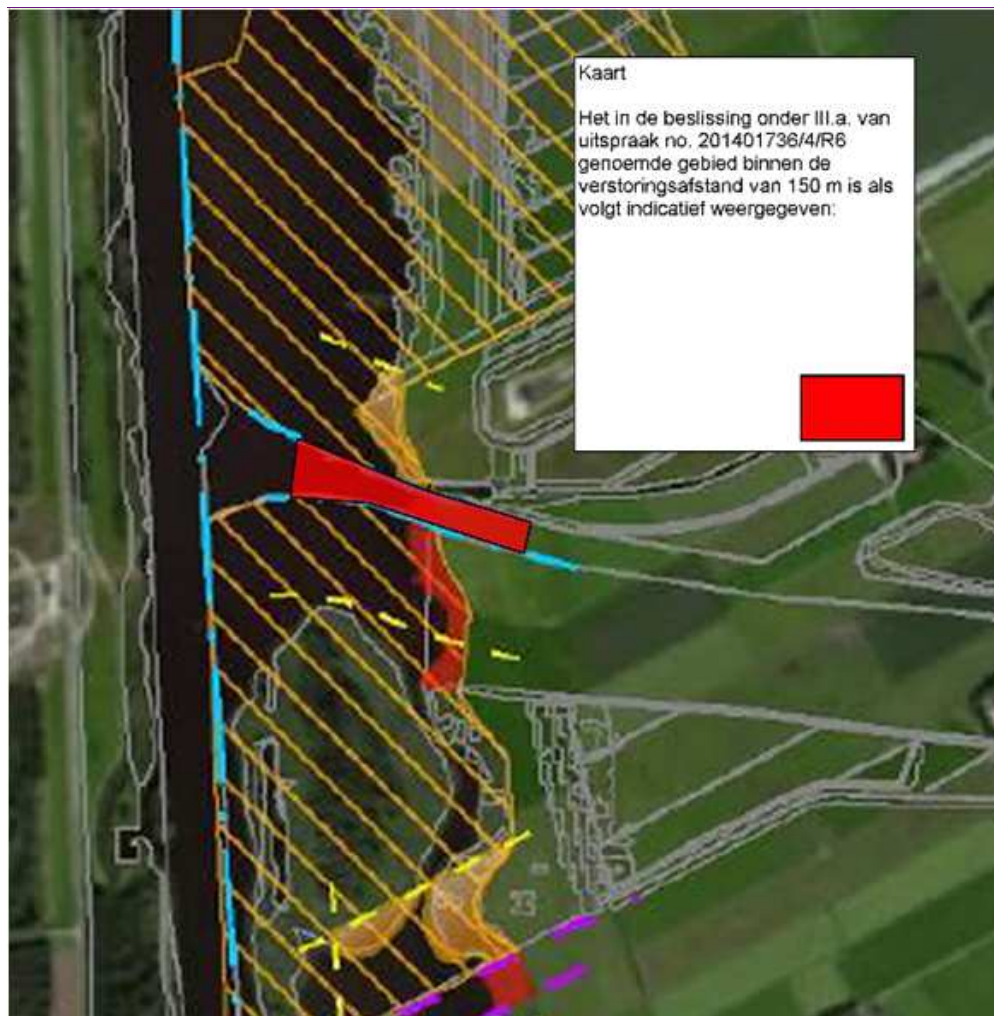 Kaart
Het in de beslissing onder III.a. van
uitspraak no. 201401736/4/R6
genoemde gebied binnen de
verstoringsafstand van 150 m is als
volgt indicatief weergegeven: